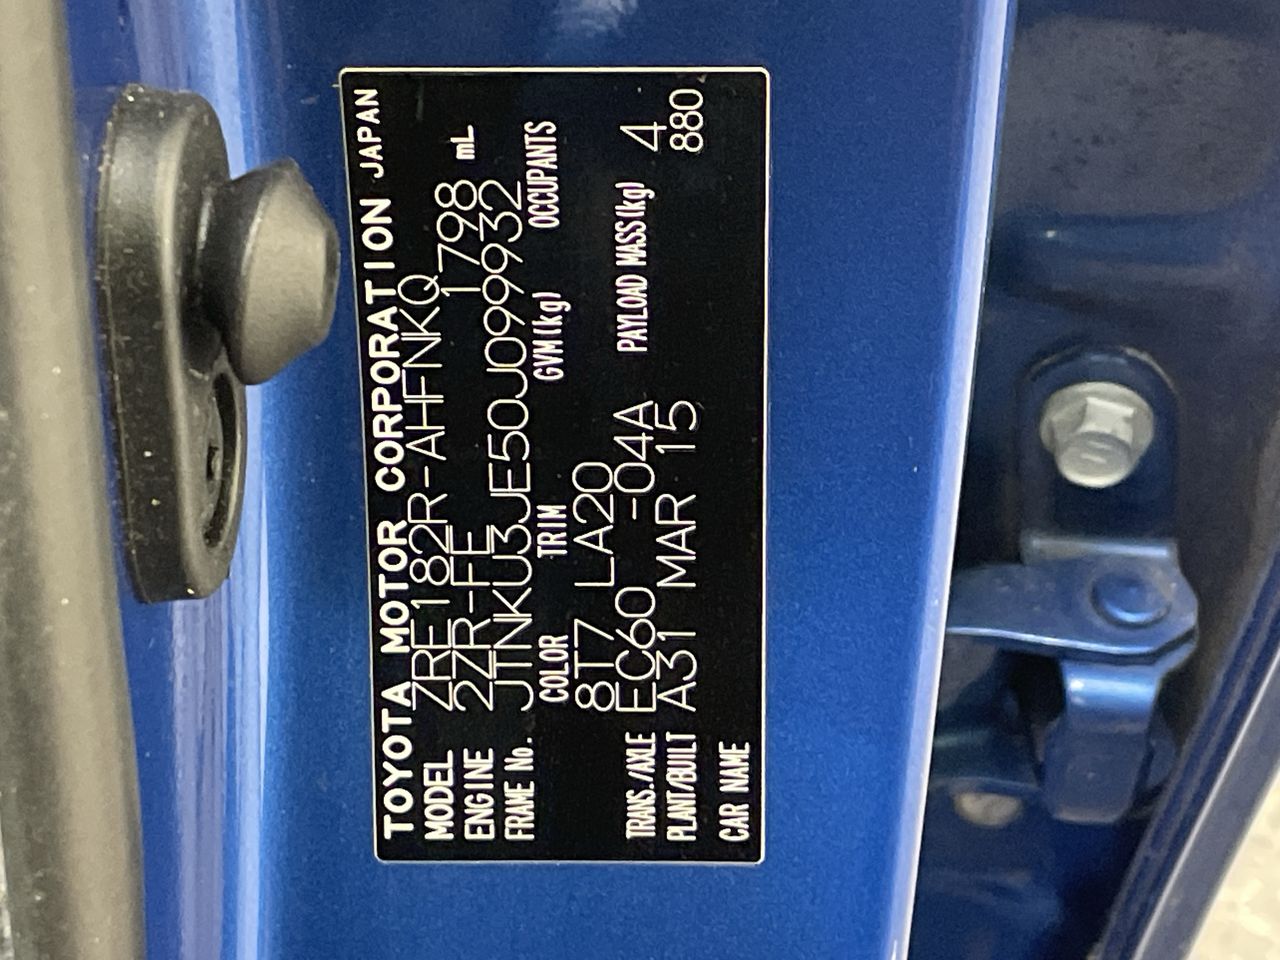 TOYOTA MOTOR CORPORATION JAPAN
MODEL ZRE182R-AHFNKQ
ENGINE 2ZR-FE 1798 mL
FRAME No. JTNKU3JE50J099932
COLOR TRIM GVM(kg) OCCUPANTS
8T7 LA20 4
TRANS./AXLE EC60 -04A PAYLOAD MASS(kg) 880
PLANT/BUILT A31 MAR 15
CAR NAME